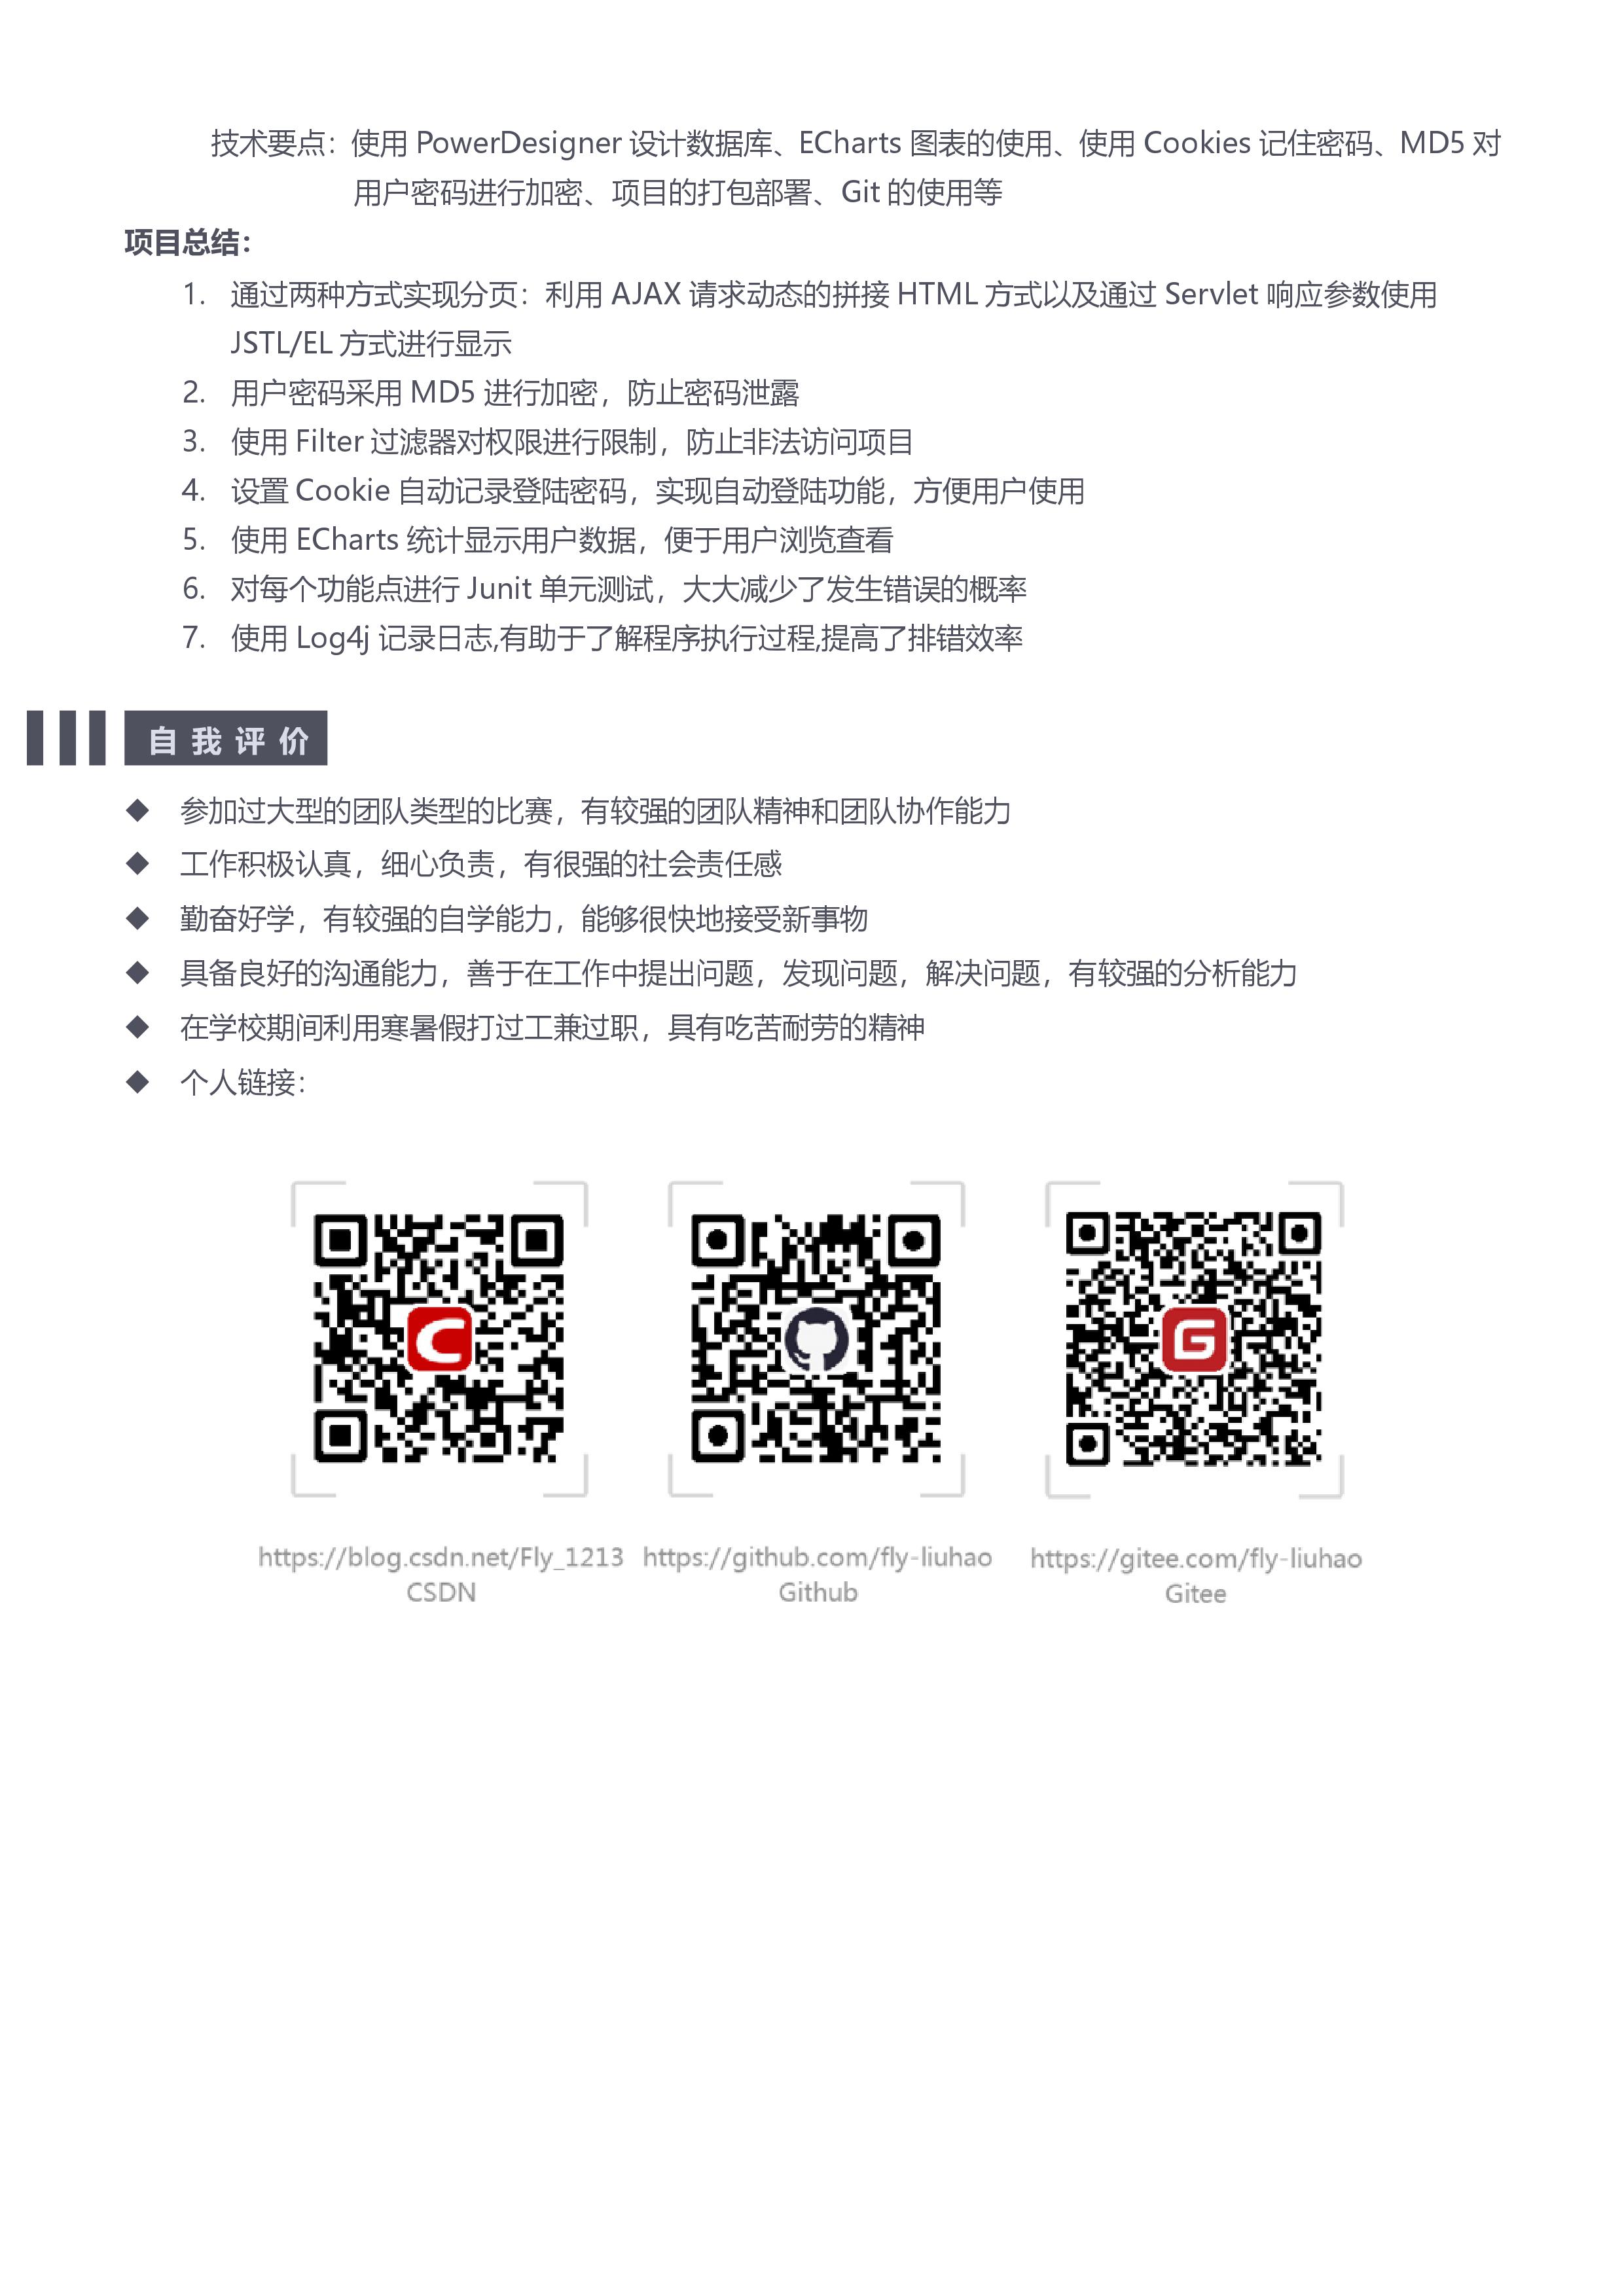 技术要点：使用 PowerDesigner 设计数据库、ECharts 图表的使用、使用 Cookies 记住密码、MD5 对
用户密码进行加密、项目的打包部署、Git 的使用等
项目总结：
1. 通过两种方式实现分页：利用 AJAX 请求动态的拼接 HTML 方式以及通过 Servlet 响应参数使用
JSTL/EL 方式进行显示
2. 用户密码采用 MD5 进行加密，防止密码泄露
3. 使用 Filter 过滤器对权限进行限制，防止非法访问项目
4. 设置 Cookie 自动记录登陆密码，实现自动登陆功能，方便用户使用
5. 使用 ECharts 统计显示用户数据，便于用户浏览查看
6. 对每个功能点进行 Junit 单元测试，大大减少了发生错误的概率
7. 使用 Log4j 记录日志,有助于了解程序执行过程,提高了排错效率
自我评价
◆ 参加过大型的团队类型的比赛，有较强的团队精神和团队协作能力
◆ 工作积极认真，细心负责，有很强的社会责任感
◆ 勤奋好学，有较强的自学能力，能够很快地接受新事物
◆ 具备良好的沟通能力，善于在工作中提出问题，发现问题，解决问题，有较强的分析能力
◆ 在学校期间利用寒暑假打过工兼过职，具有吃苦耐劳的精神
◆ 个人链接：
https://blog.csdn.net/Fly_1213
CSDN
https://github.com/fly-liuhao
Github
https://gitee.com/fly-liuhao
Gitee